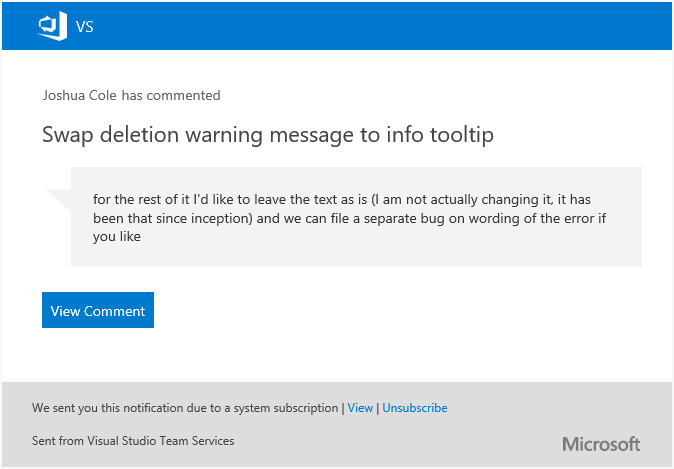 VS
Joshua Cole has commented
Swap deletion warning message to info tooltip
for the rest of it I'd like to leave the text as is (I am not actually changing it, it has
been that since inception) and we can file a separate bug on wording of the error if
you like
View Comment
We sent you this notification due to a system subscription | View | Unsubscribe
Sent from Visual Studio Team Services
Microsoft